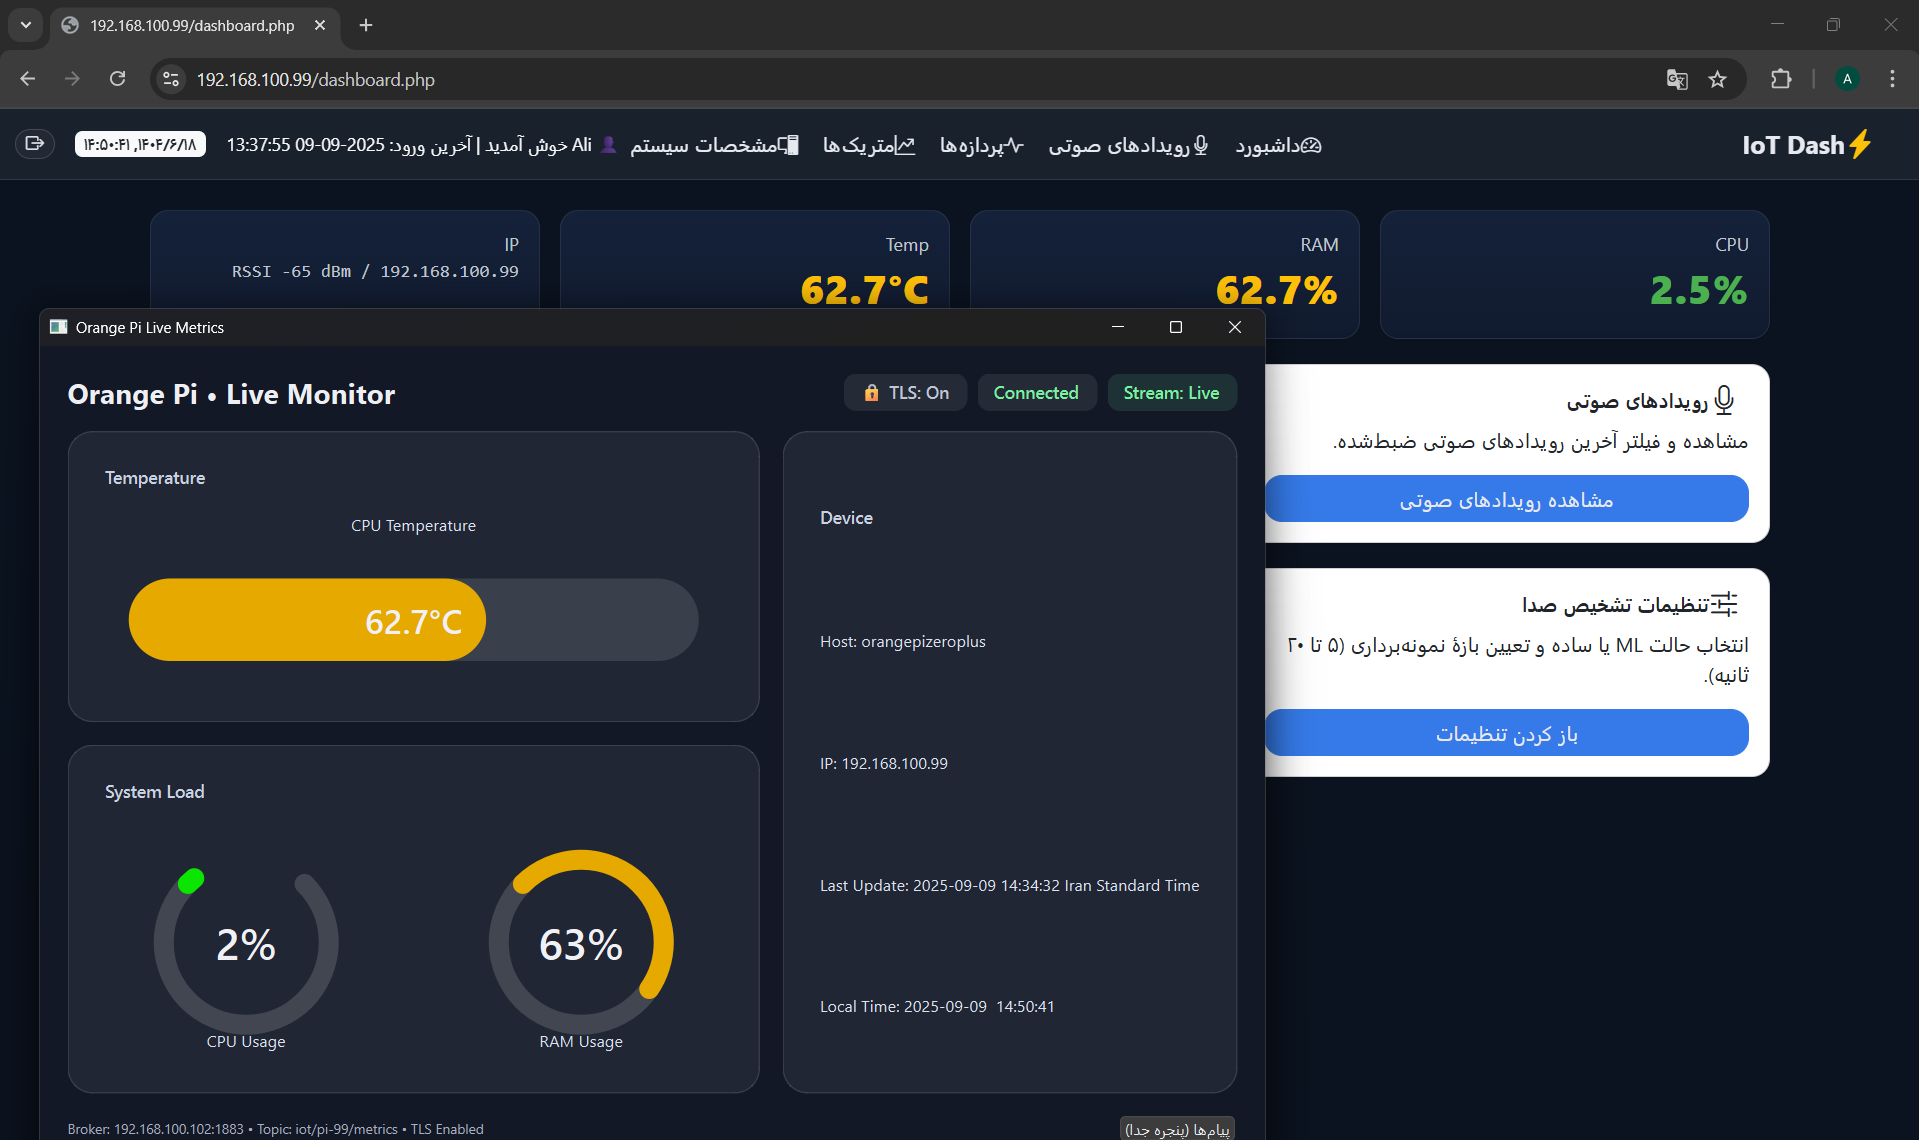 192.168.100.99/dashboard.php
192.168.100.99/dashboard.php
A
IoT Dash
داشبورد
رویدادهای صوتی
پردازه‌ها
متریک‌ها
مشخصات سیستم
Ali خوش آمدید | آخرین ورود: 2025-09-09 13:37:55
۱۴۰۴/۶/۱۸, ۱۴:۵۰:۴۱
CPU
2.5%
RAM
62.7%
Temp
62.7°C
IP
RSSI -65 dBm / 192.168.100.99
رویدادهای صوتی
مشاهده و فیلتر آخرین رویدادهای صوتی ضبط‌شده.
مشاهده رویدادهای صوتی
تنظیمات تشخیص صدا
انتخاب حالت ML یا ساده و تعیین بازهٔ نمونه‌برداری (۵ تا ۲۰
ثانیه).
باز کردن تنظیمات
Orange Pi Live Metrics
Orange Pi • Live Monitor
TLS: On
Connected
Stream: Live
Temperature
CPU Temperature
62.7°C
System Load
2%
CPU Usage
63%
RAM Usage
Device
Host: orangepizeroplus
IP: 192.168.100.99
Last Update: 2025-09-09 14:34:32 Iran Standard Time
Local Time: 2025-09-09 14:50:41
Broker: 192.168.100.102:1883 • Topic: iot/pi-99/metrics • TLS Enabled
پیام‌ها (پنجره جدا)